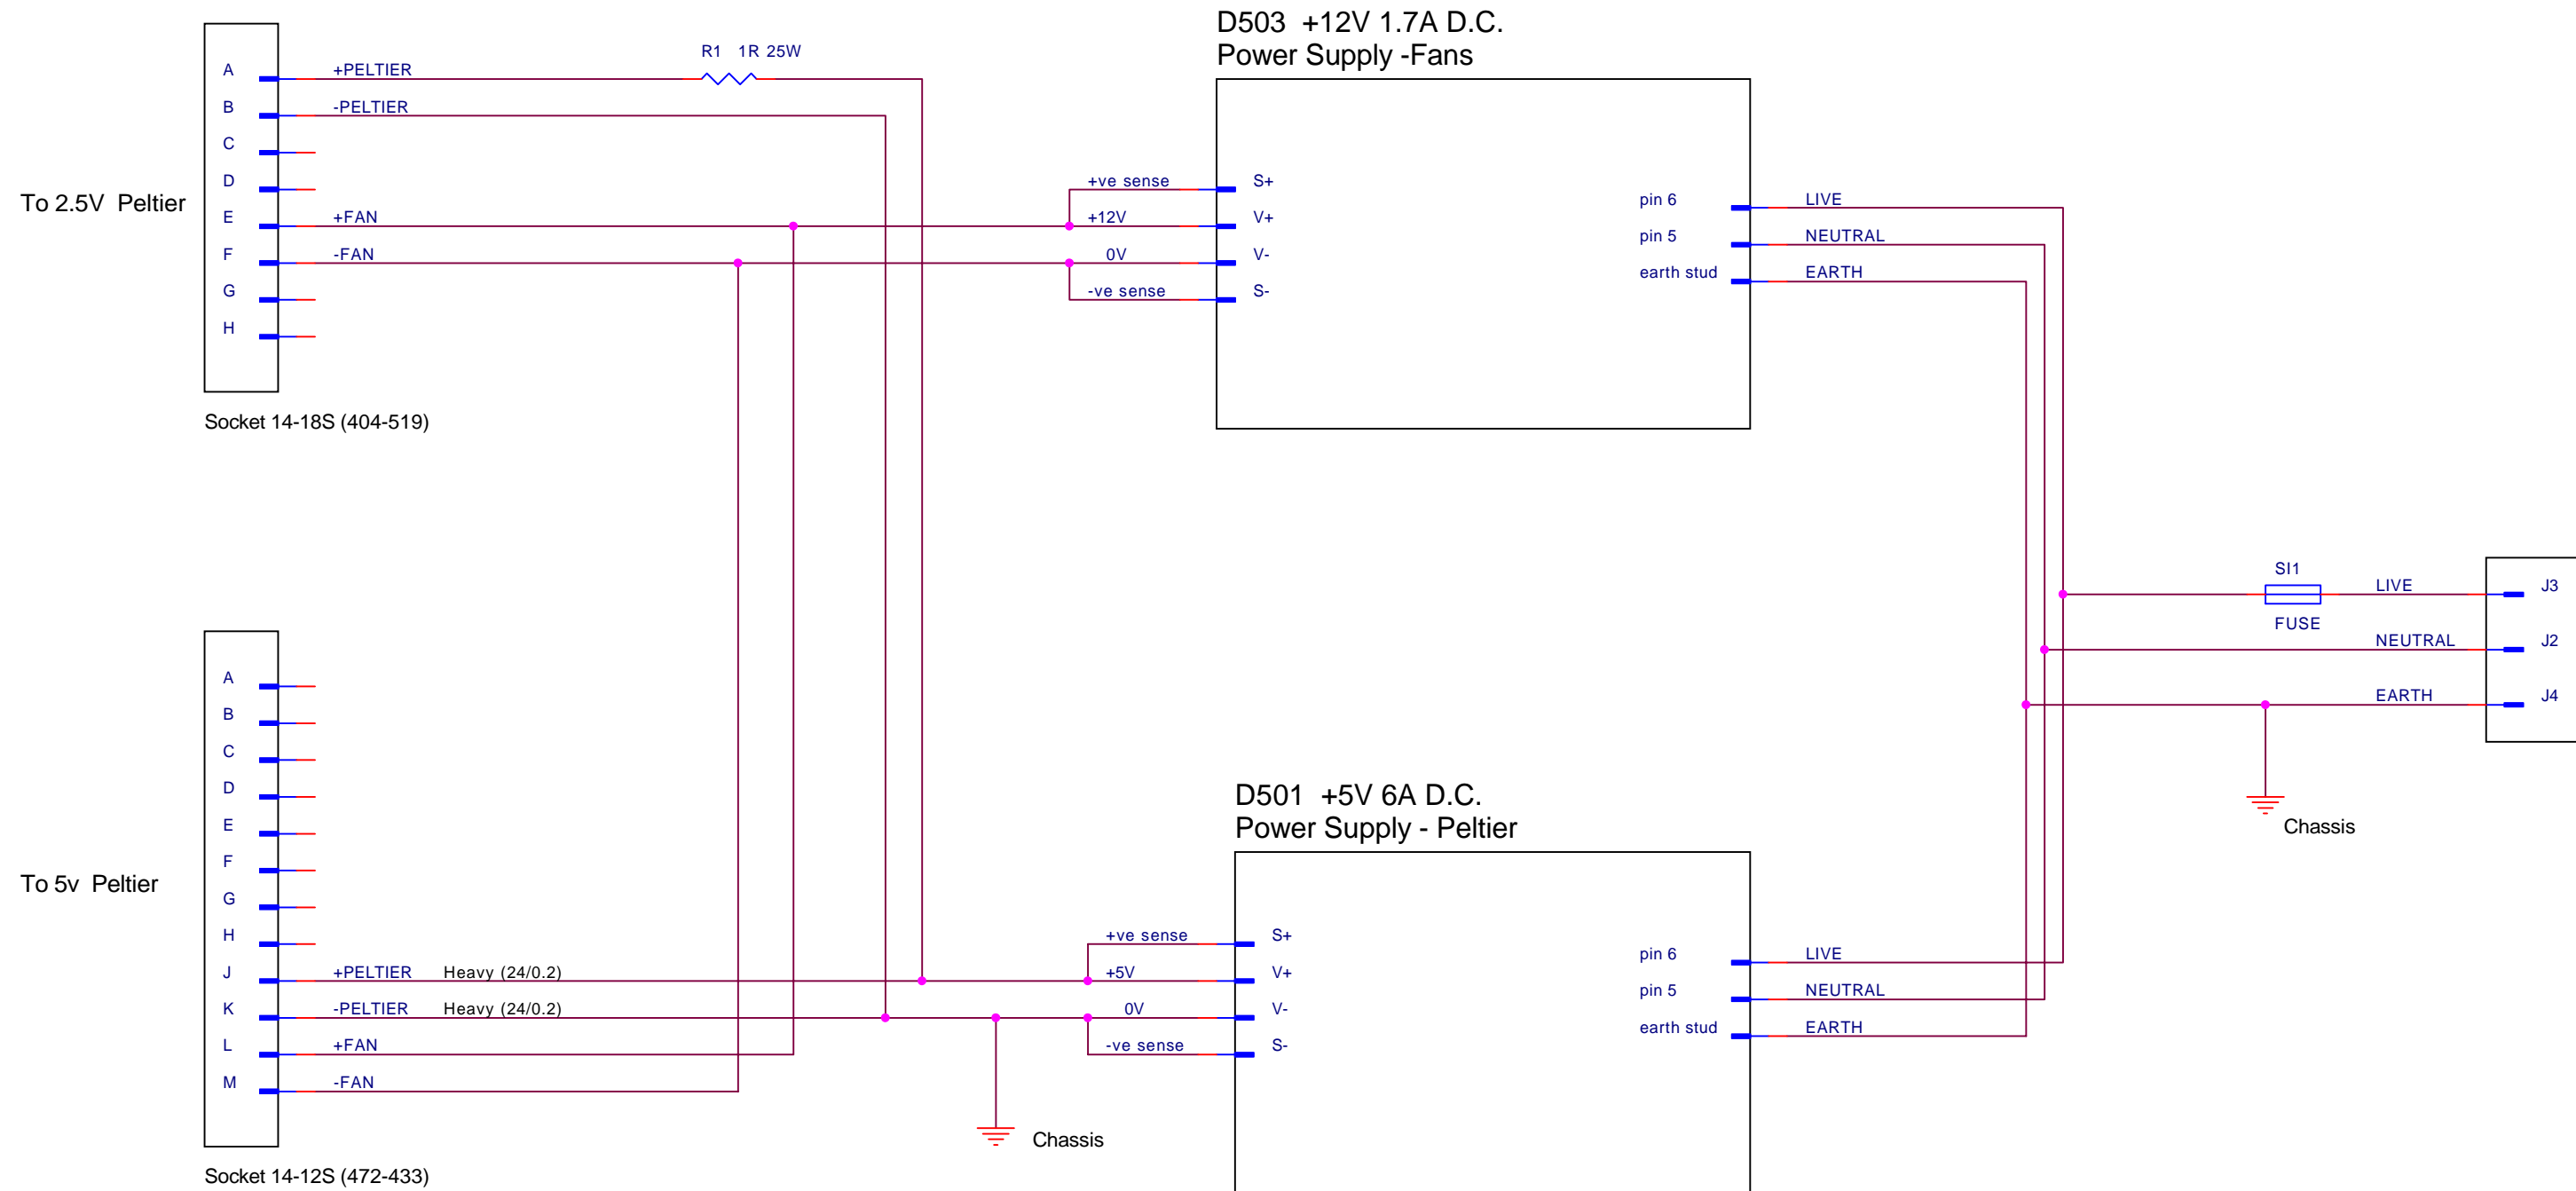 D503 +12V 1.7A D.C.
Power Supply -Fans
R1 1R 25W
A +PELTIER
B -PELTIER
C
D
To 2.5V Peltier
E +FAN
F -FAN
G
H
Socket 14-18S (404-519)
+ve sense S+
+12V V+
0V V-
-ve sense S-
pin 6 LIVE
pin 5 NEUTRAL
earth stud EARTH
SI1
FUSE
LIVE J3
NEUTRAL J2
EARTH J4
Chassis
D501 +5V 6A D.C.
Power Supply - Peltier
A
B
C
D
E
F
To 5v Peltier
G
H
J +PELTIER Heavy (24/0.2)
K -PELTIER Heavy (24/0.2)
L +FAN
M -FAN
Socket 14-12S (472-433)
+ve sense S+
+5V V+
0V V-
-ve sense S-
Chassis
pin 6 LIVE
pin 5 NEUTRAL
earth stud EARTH